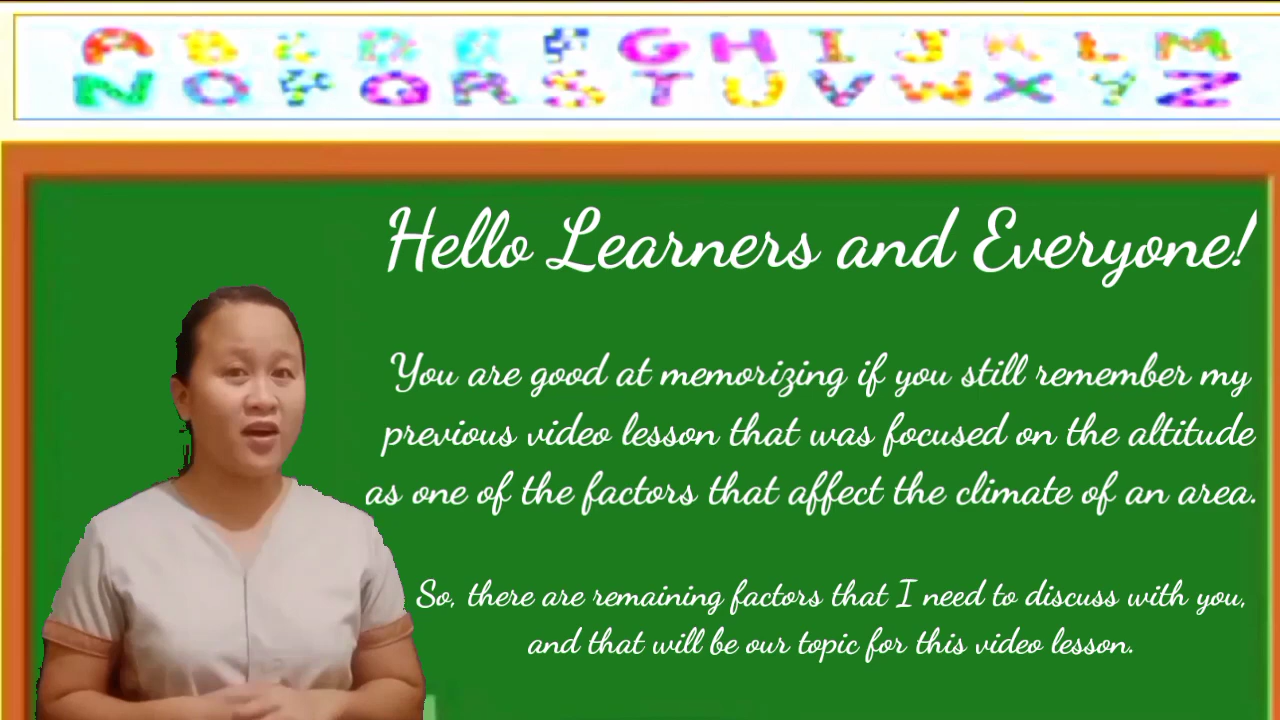 A B C D E F G H I J K L M
N O P Q R S T U V W X Y Z
Hello Learners and Everyone!
You are good at memorizing if you still remember my
previous video lesson that was focused on the altitude
as one of the factors that affect the climate of an area.
So, there are remaining factors that I need to discuss with you,
and that will be our topic for this video lesson.